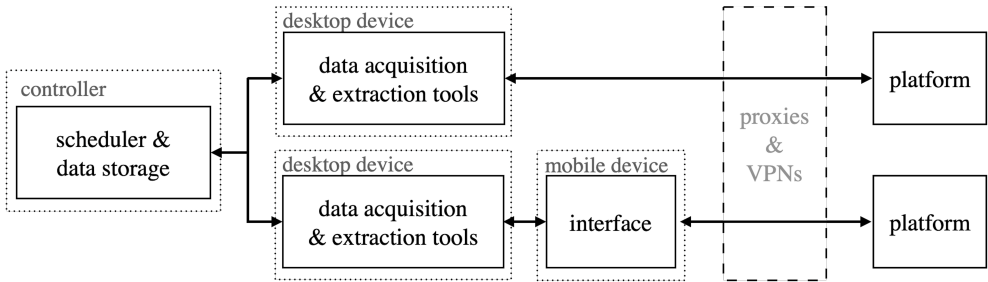 desktop device
data acquisition
& extraction tools
platform
controller
scheduler &
data storage
proxies
&
VPNs
desktop device
data acquisition
& extraction tools
mobile device
interface
platform